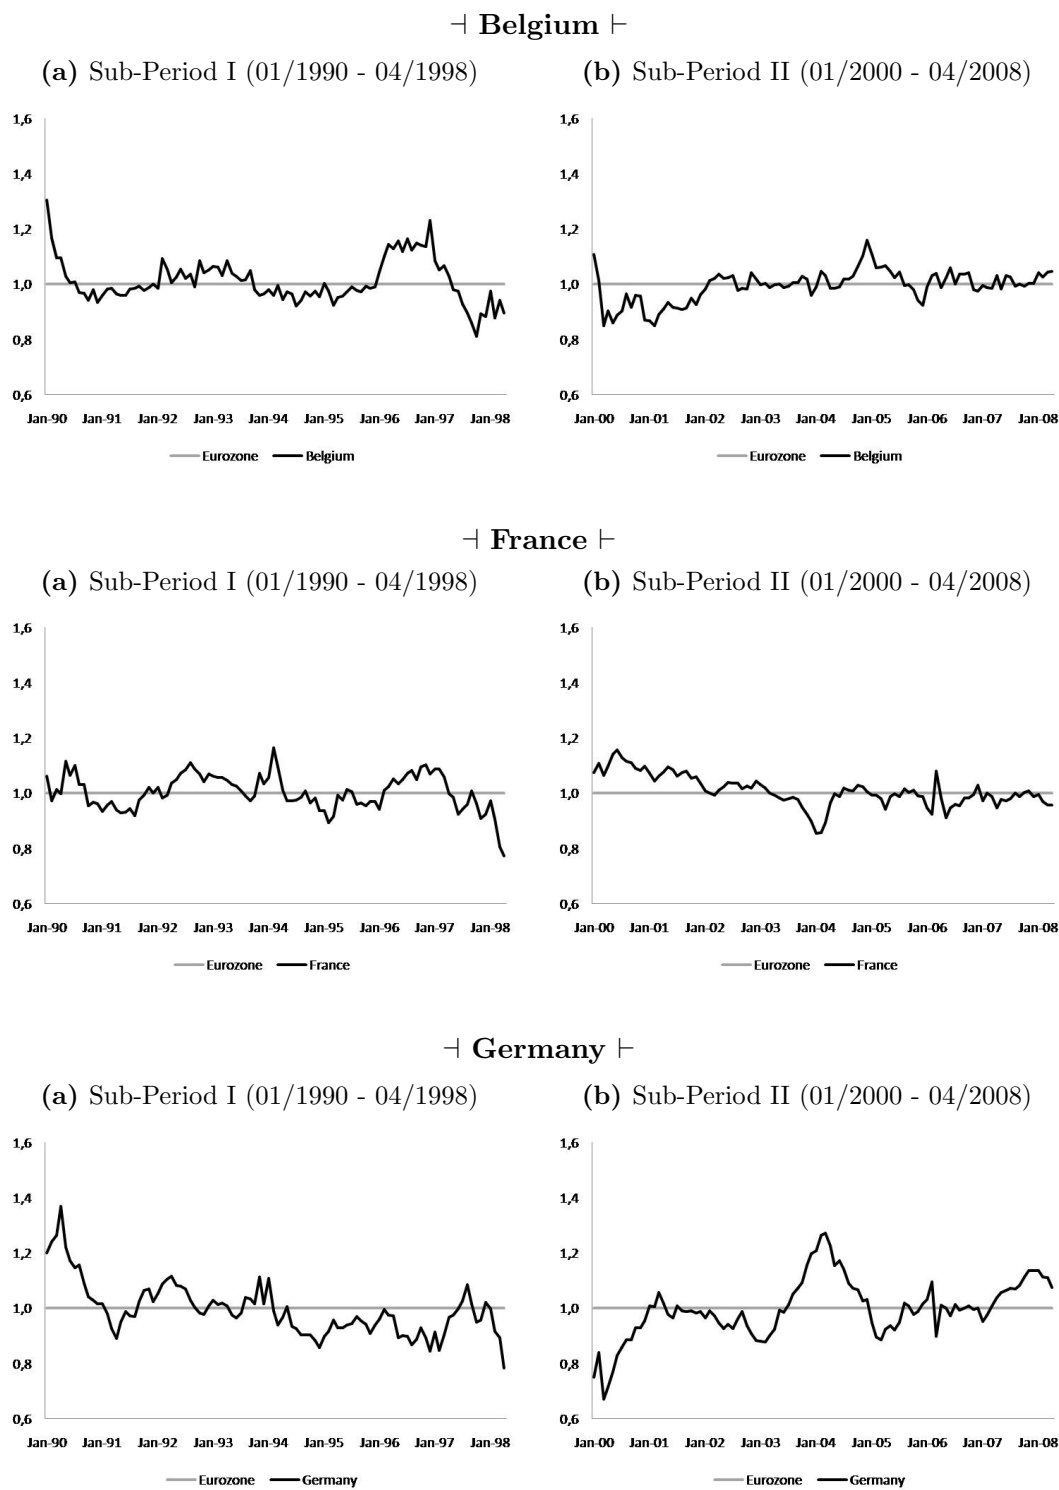 ⊣ Belgium ⊢
(a) Sub-Period I (01/1990 - 04/1998)
(b) Sub-Period II (01/2000 - 04/2008)
1,6
1,4
1,2
1,0
0,8
0,6
Jan-90 Jan-91 Jan-92 Jan-93 Jan-94 Jan-95 Jan-96 Jan-97 Jan-98
Eurozone Belgium
1,6
1,4
1,2
1,0
0,8
0,6
Jan-00 Jan-01 Jan-02 Jan-03 Jan-04 Jan-05 Jan-06 Jan-07 Jan-08
Eurozone Belgium
⊣ France ⊢
(a) Sub-Period I (01/1990 - 04/1998)
(b) Sub-Period II (01/2000 - 04/2008)
1,6
1,4
1,2
1,0
0,8
0,6
Jan-90 Jan-91 Jan-92 Jan-93 Jan-94 Jan-95 Jan-96 Jan-97 Jan-98
Eurozone France
1,6
1,4
1,2
1,0
0,8
0,6
Jan-00 Jan-01 Jan-02 Jan-03 Jan-04 Jan-05 Jan-06 Jan-07 Jan-08
Eurozone France
⊣ Germany ⊢
(a) Sub-Period I (01/1990 - 04/1998)
(b) Sub-Period II (01/2000 - 04/2008)
1,6
1,4
1,2
1,0
0,8
0,6
Jan-90 Jan-91 Jan-92 Jan-93 Jan-94 Jan-95 Jan-96 Jan-97 Jan-98
Eurozone Germany
1,6
1,4
1,2
1,0
0,8
0,6
Jan-00 Jan-01 Jan-02 Jan-03 Jan-04 Jan-05 Jan-06 Jan-07 Jan-08
Eurozone Germany